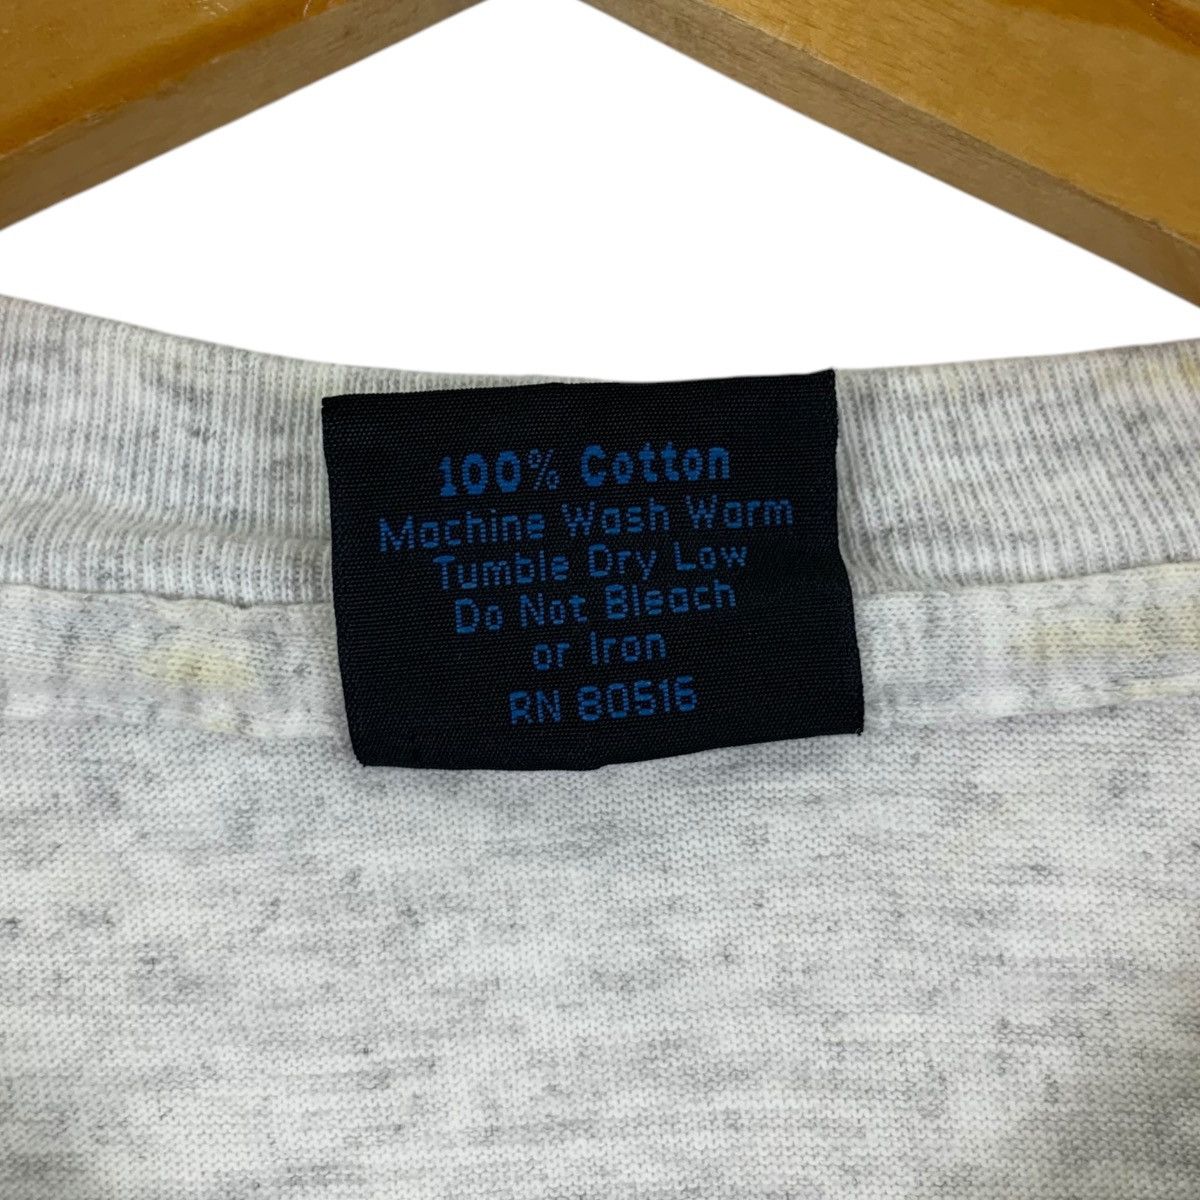 100% Cotton
Machine Wash Warm
Tumble Dry Low
Do Not Bleach
or Iron
RN 80516